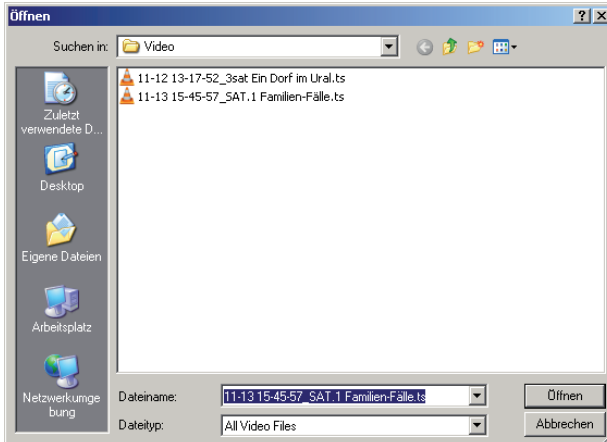 Öffnen
Suchen in:
Video
11-12 13-17-52_3sat Ein Dorf im Ural.ts
11-13 15-45-57_SAT.1 Familien-Fälle.ts
Zuletzt
verwendete D...
Desktop
Eigene Dateien
Arbeitsplatz
Netzwerkumge
bung
Dateiname:
11-13 15-45-57_SAT.1 Familien-Fälle.ts
Öffnen
Dateityp:
All Video Files
Abbrechen